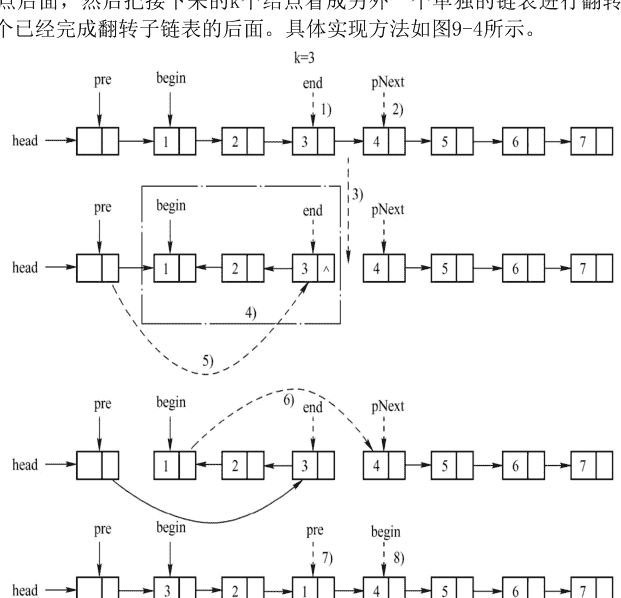 点后面，然后把接下来的k个结点看成另外一个单独的链表进行翻转
个已经完成翻转子链表的后面。具体实现方法如图9-4所示。
k=3
pre begin end pNext
1) 2)
head 1 2 3 4 5 6 7
3)
pre begin end pNext
head 1 2 3 ^ 4 5 6 7
4)
5)
6)
pre begin end pNext
head 1 2 3 4 5 6 7
pre begin pre begin
7) 8)
head 3 2 1 4 5 6 7